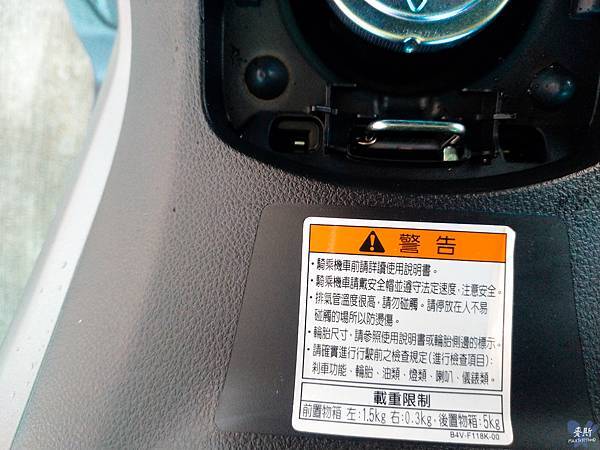 警告
・騎乘機車前請詳讀使用說明書。
・騎乘機車請戴安全帽並遵守法定速度，注意安全。
・排氣管溫度很高，請勿碰觸。請停放在人不易
碰觸的場所以防燙傷。
・輪胎尺寸，請參照使用說明書或輪胎側邊的標示。
・請確實進行行駛前之檢查規定(進行檢查項目):
剎車功能、輪胎、油類、燈類、喇叭、儀錶類。
載重限制
前置物箱 左:1.5kg 右:0.3kg, 後置物箱:5kg
B4V-F118K-00
麥斯